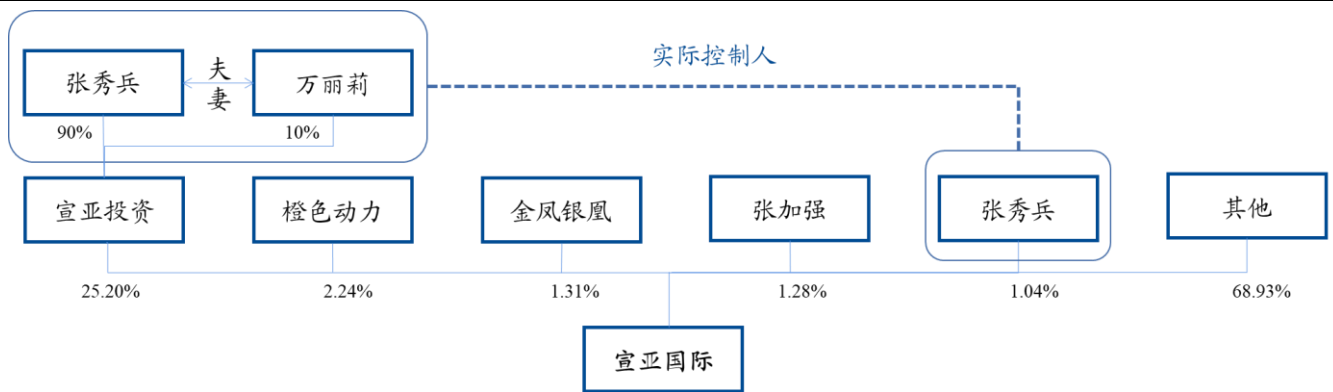 实际控制人
张秀兵
夫妻
万丽莉
90%
10%
宣亚投资
橙色动力
金凤银凰
张加强
张秀兵
其他
25.20%
2.24%
1.31%
1.28%
1.04%
68.93%
宣亚国际